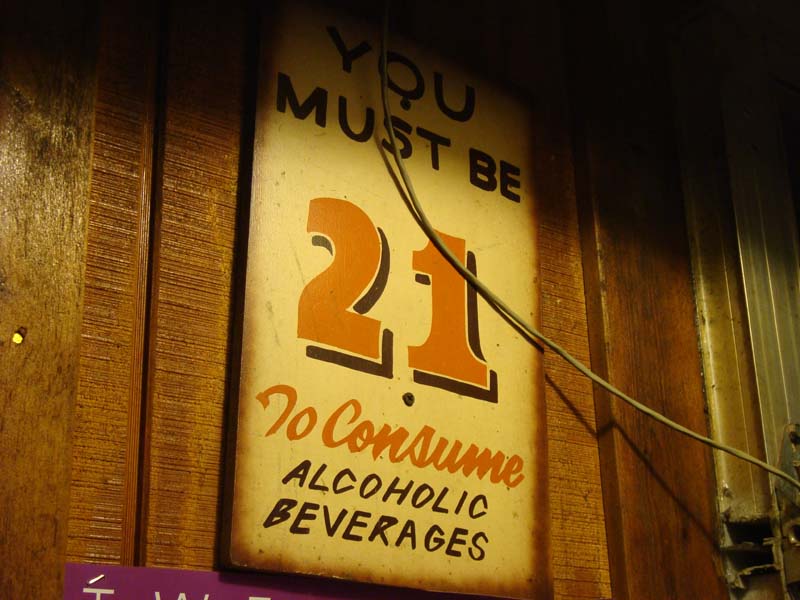 YOU
MUST BE
21
To Consume
ALCOHOLIC
BEVERAGES